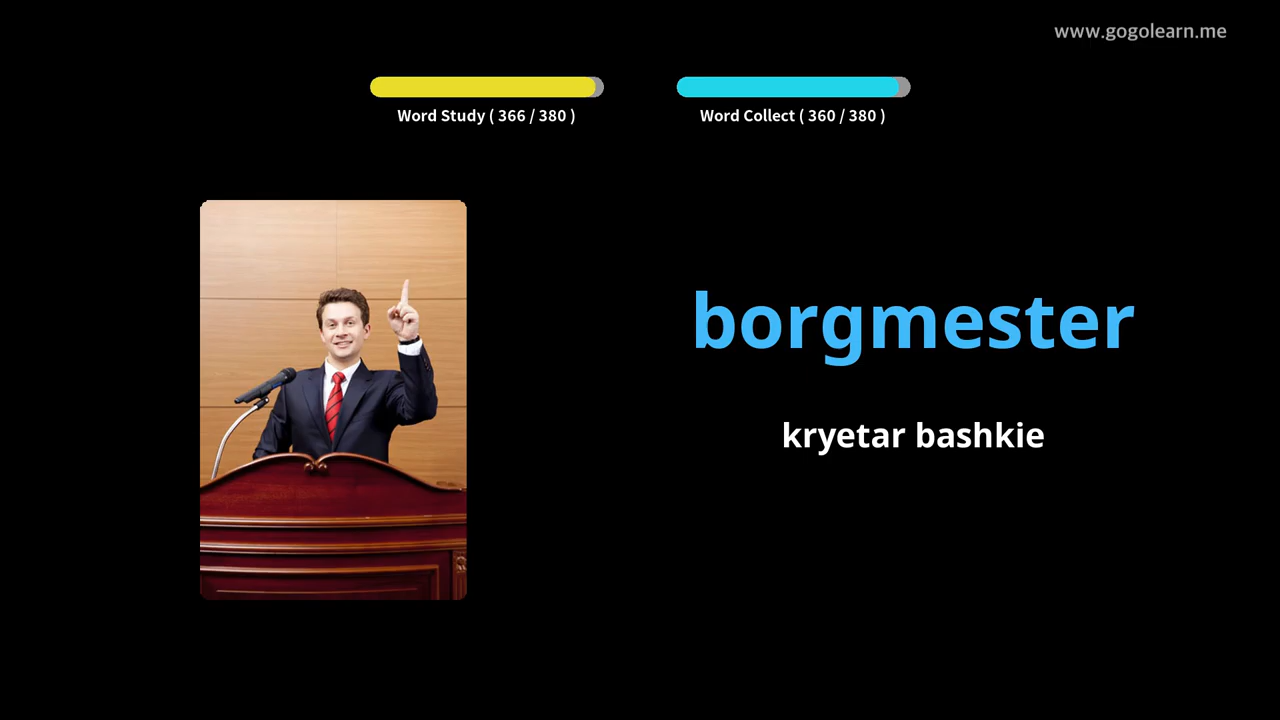 www.gogolearn.me
Word Study ( 366 / 380 )
Word Collect ( 360 / 380 )
borgmester
kryetar bashkie